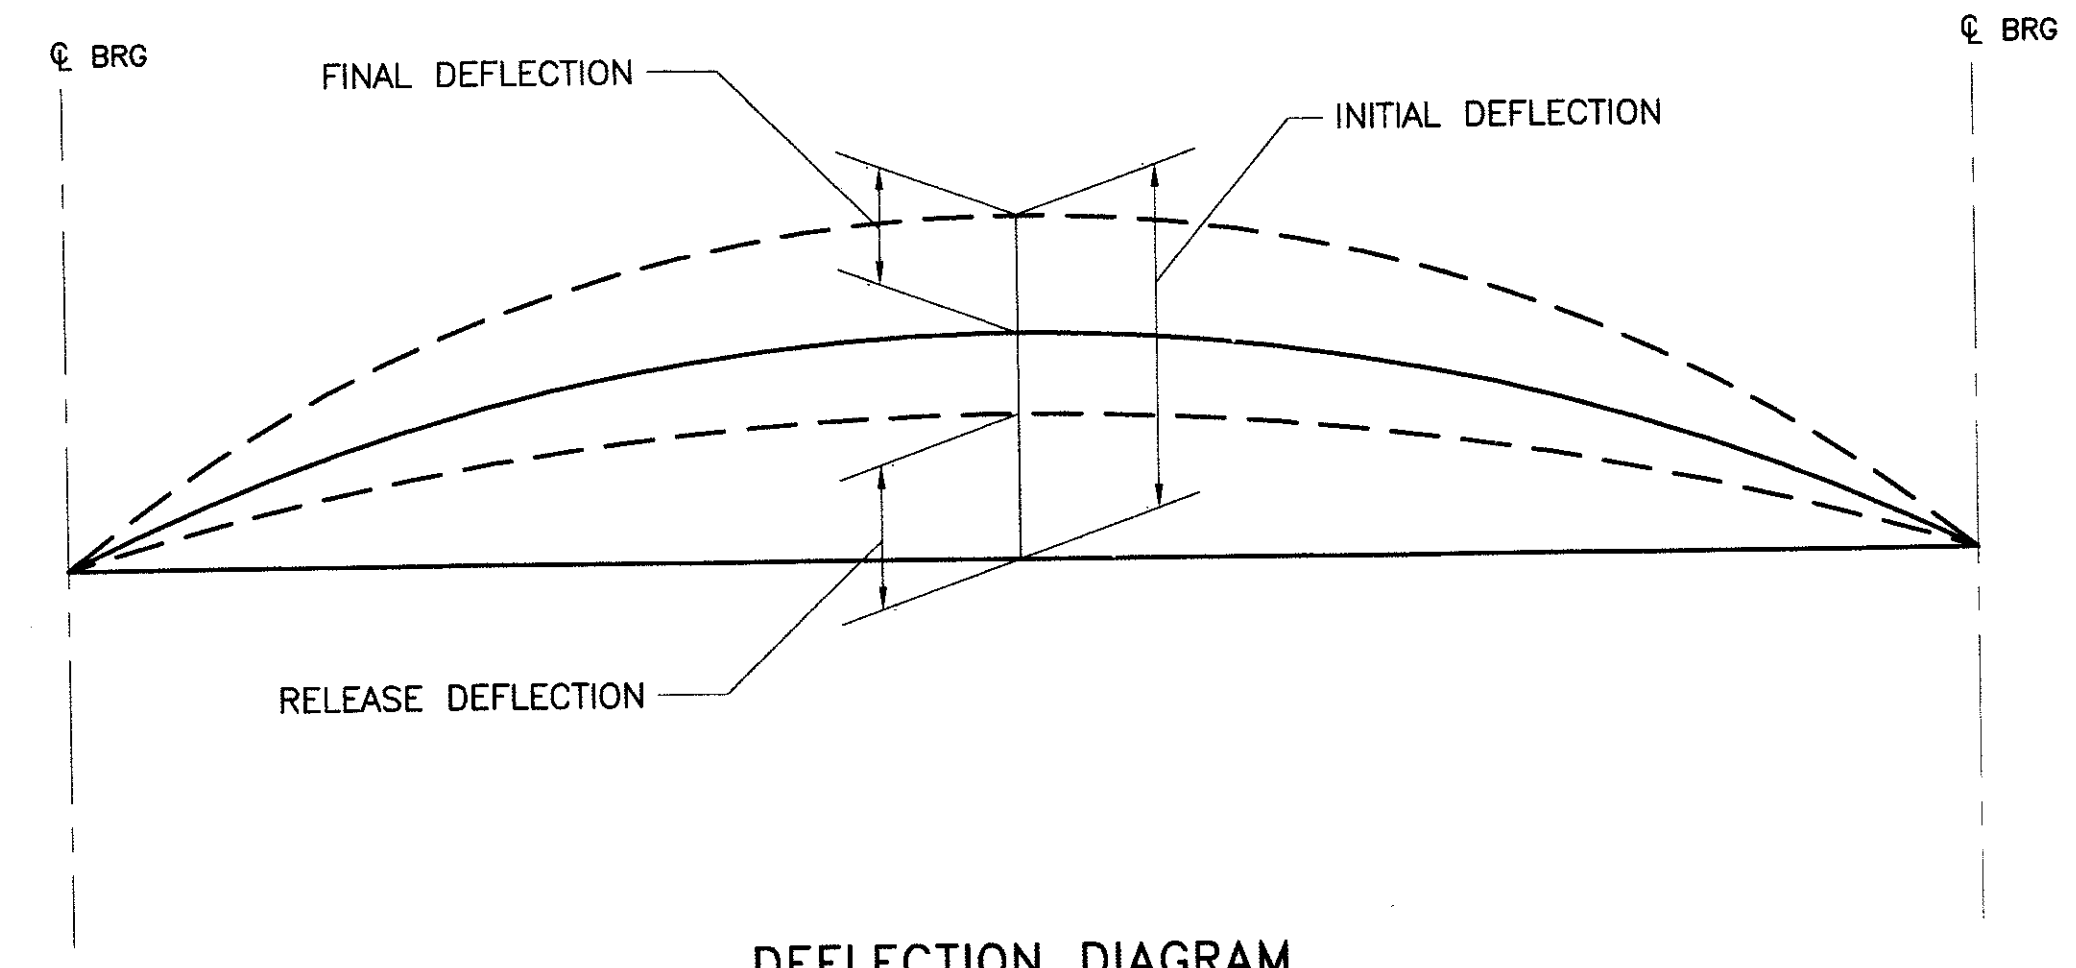 ℄ BRG
℄ BRG
FINAL DEFLECTION
INITIAL DEFLECTION
RELEASE DEFLECTION
DEFLECTION DIAGRAM